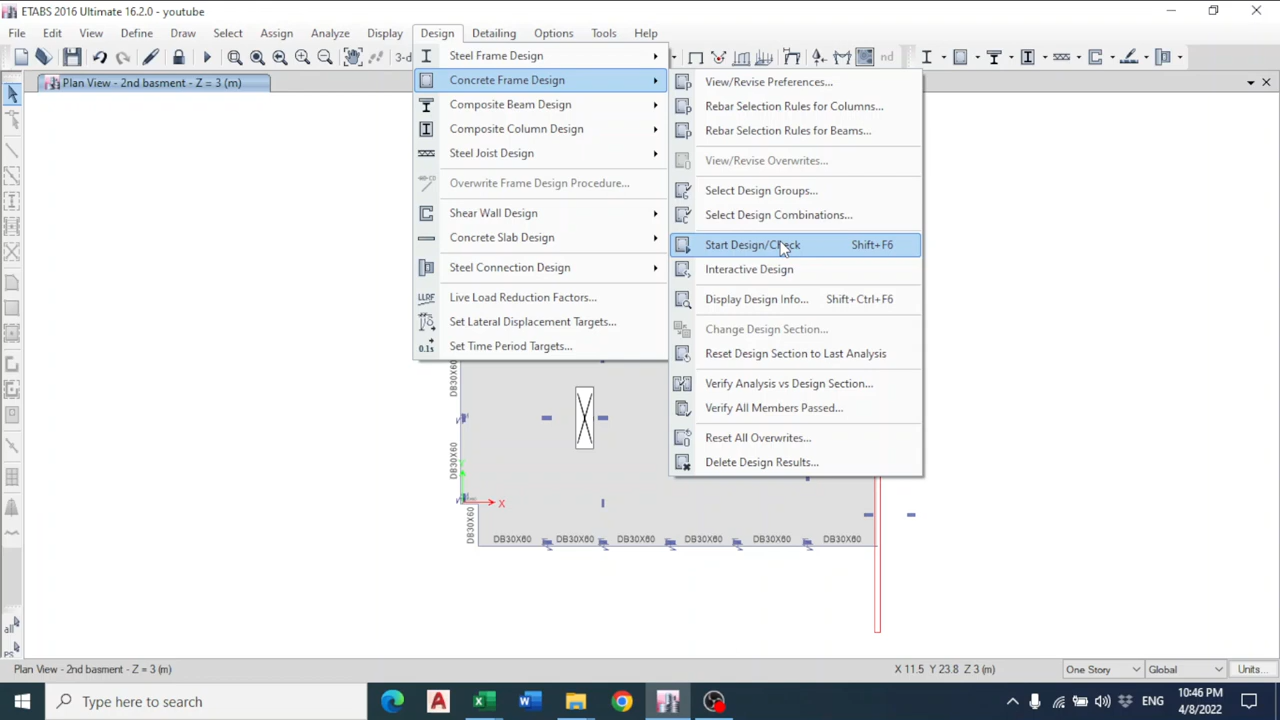 ETABS 2016 Ultimate 16.2.0 - youtube
File Edit View Define Draw Select Assign Analyze Display Design Detailing Options Tools Help
3-d
nd
Plan View - 2nd basment - Z = 3 (m)
Steel Frame Design
Concrete Frame Design
Composite Beam Design
Composite Column Design
Steel Joist Design
Overwrite Frame Design Procedure...
Shear Wall Design
Concrete Slab Design
Steel Connection Design
LLRF Live Load Reduction Factors...
Set Lateral Displacement Targets...
0.1s Set Time Period Targets...
View/Revise Preferences...
Rebar Selection Rules for Columns...
Rebar Selection Rules for Beams...
View/Revise Overwrites...
Select Design Groups...
Select Design Combinations...
Start Design/Check Shift+F6
Interactive Design
Display Design Info... Shift+Ctrl+F6
Change Design Section...
Reset Design Section to Last Analysis
Verify Analysis vs Design Section...
Verify All Members Passed...
Reset All Overwrites...
Delete Design Results...
DB30X60
DB30X60
X
DB30X60
DB30X60 DB30X60 DB30X60 DB30X60 DB30X60 DB30X60
all
ps
Plan View - 2nd basment - Z = 3 (m)
X 11.5 Y 23.8 Z 3 (m)
One Story
Global
Units...
Type here to search
ENG
10:46 PM
4/8/2022